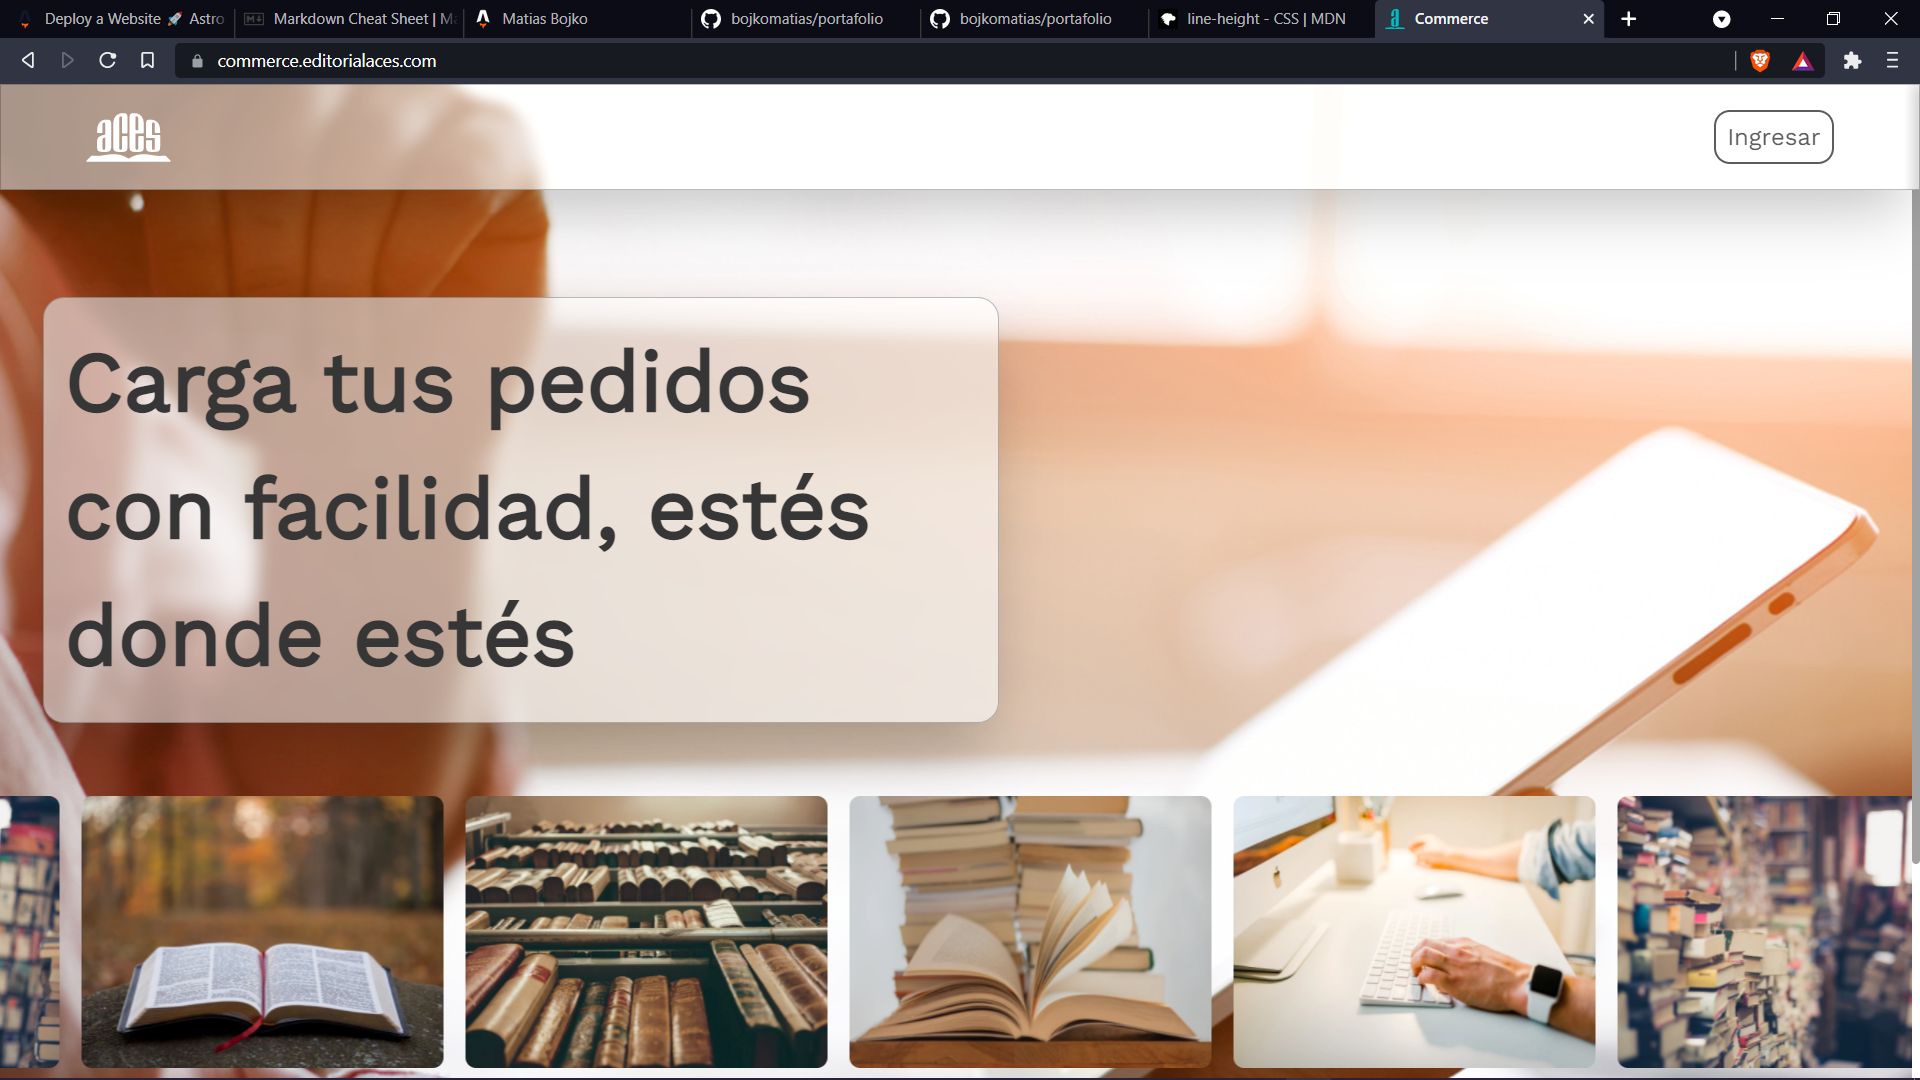 Deploy a Website 🚀 Astro
Markdown Cheat Sheet | Ma
Matias Bojko
bojkomatias/portafolio
bojkomatias/portafolio
line-height - CSS | MDN
Commerce
commerce.editorialaces.com
aces
Ingresar
Carga tus pedidos
con facilidad, estés
donde estés